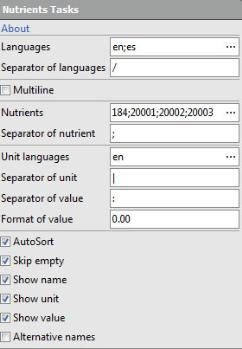 Nutrients Tasks
About
Languages en;es ...
Separator of languages /
Multiline
Nutrients 184;20001;20002;20003 ...
Separator of nutrient ;
Unit languages en ...
Separator of unit |
Separator of value :
Format of value 0.00
AutoSort
Skip empty
Show name
Show unit
Show value
Alternative names